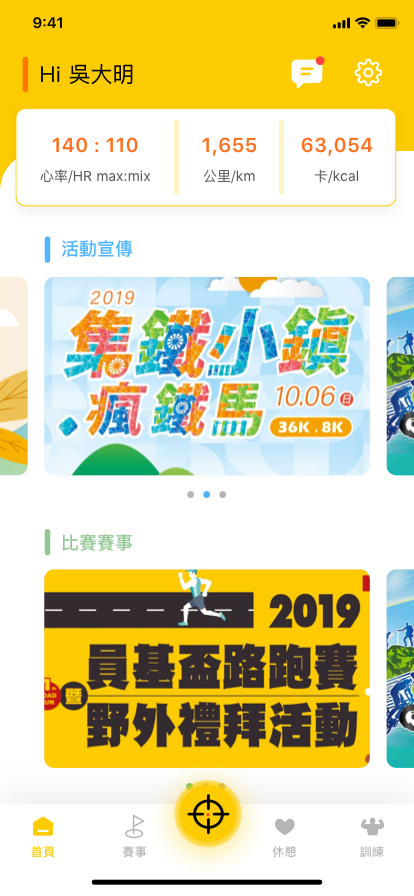 9:41
Hi 吳大明
140 : 110
心率/HR max:mix
1,655
公里/km
63,054
卡/kcal
活動宣傳
2019
集鐵小鎮
瘋鐵馬
10.06 日
36K . 8K
比賽賽事
2019
員基盃路跑賽
暨
野外禮拜活動
首頁
賽事
休憩
訓練